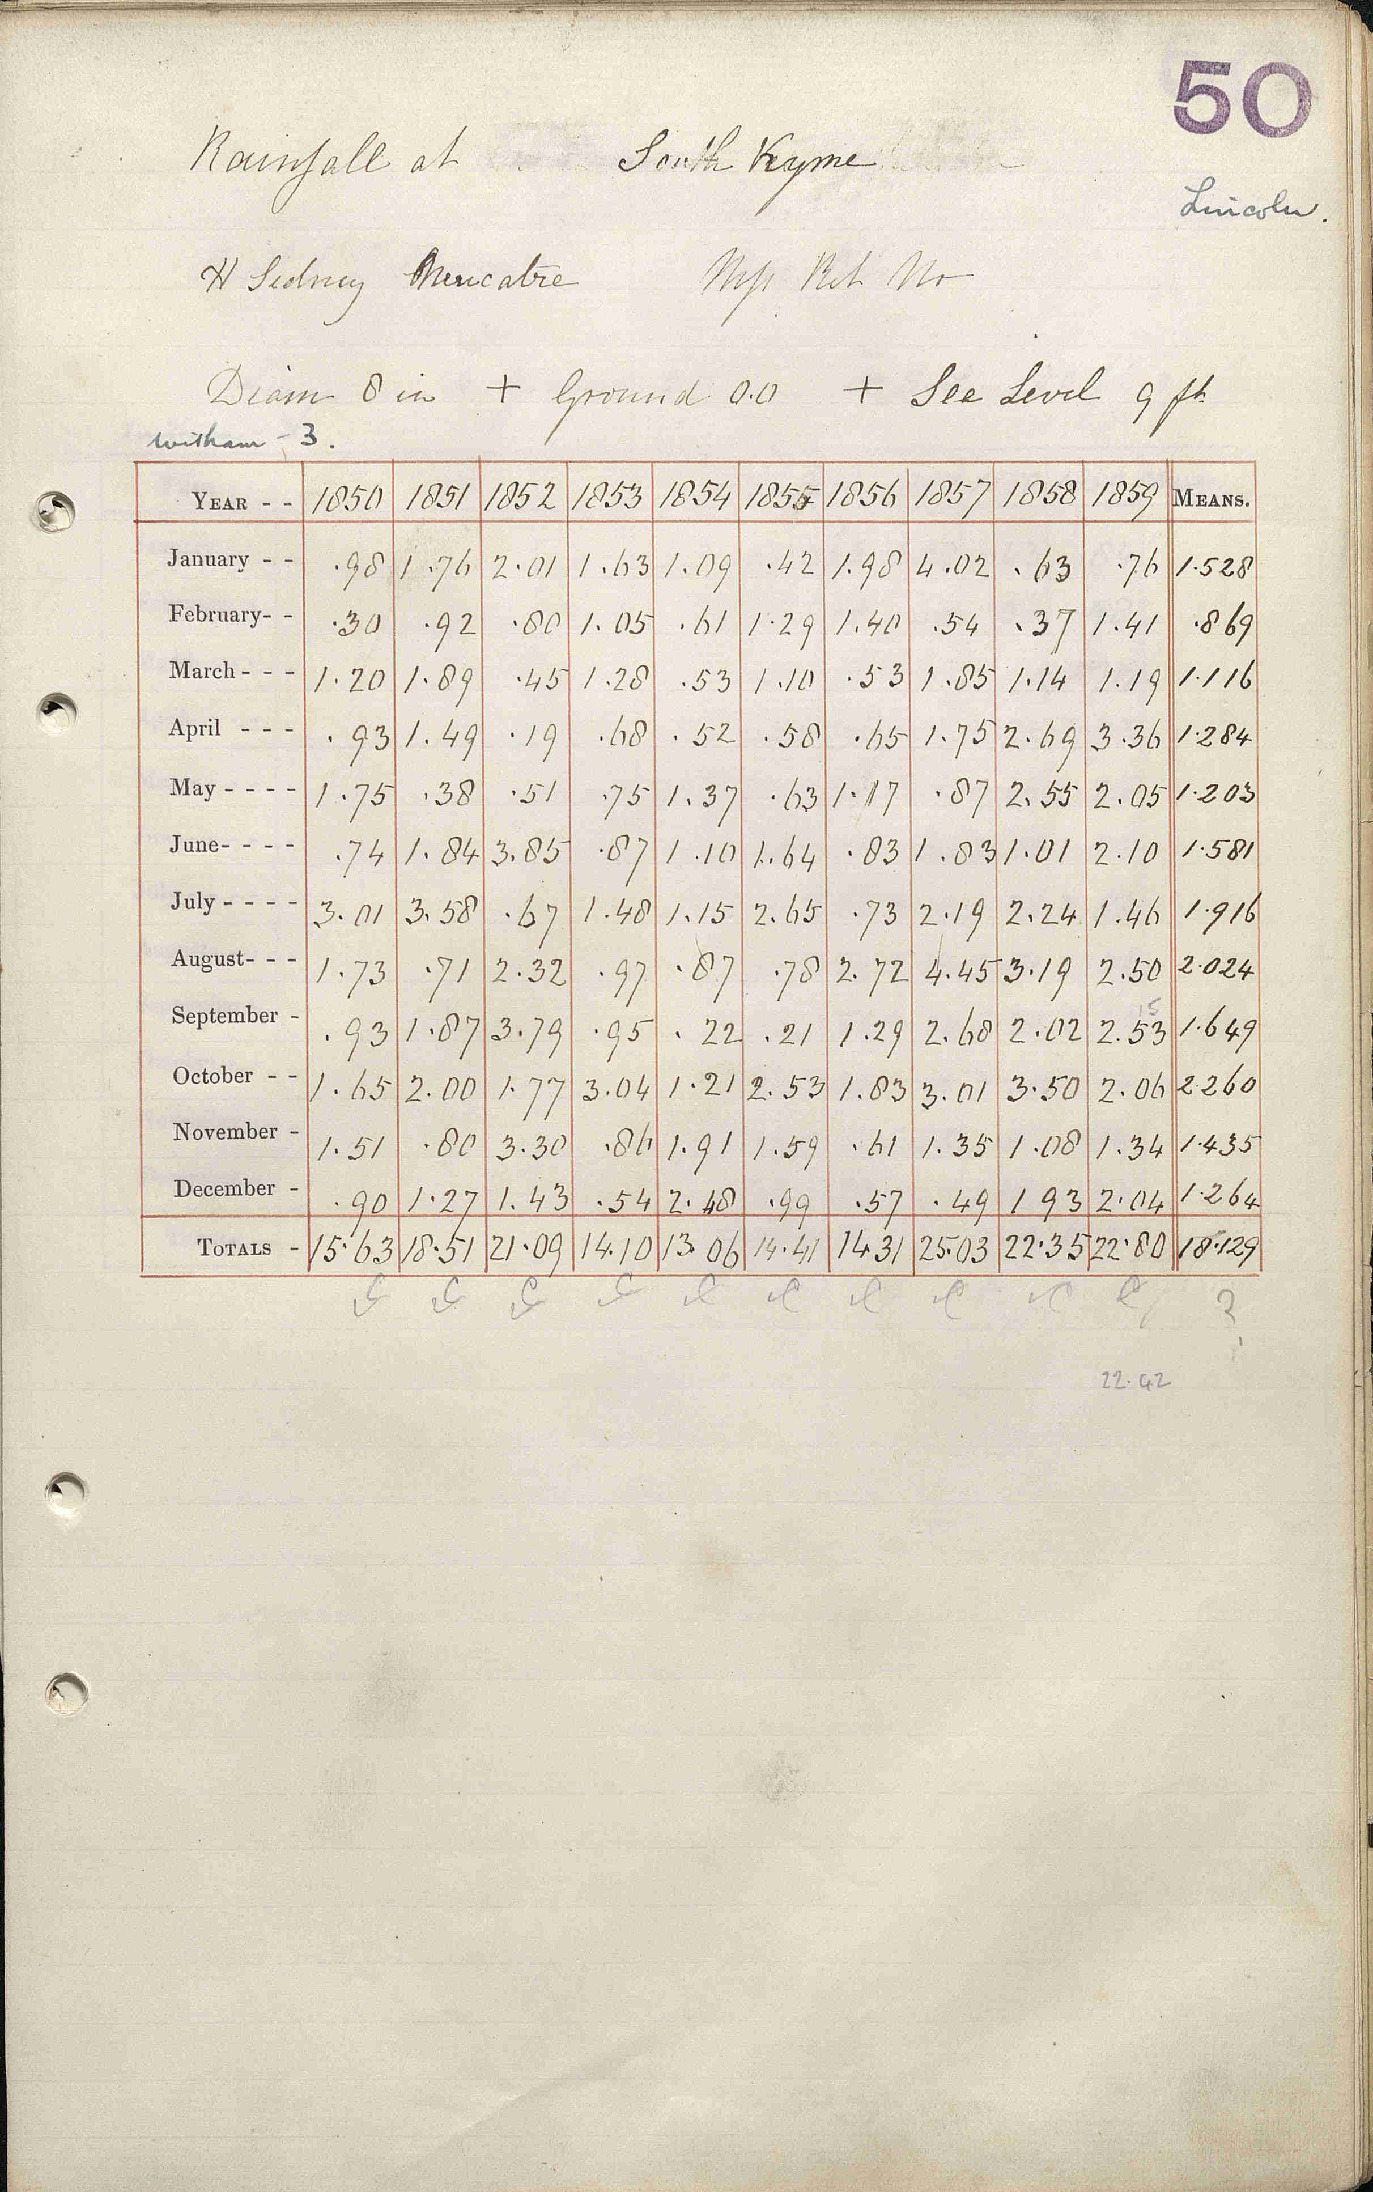 50
Rainfall at South Kyme
Lincoln.
H Sidney
Diam 8 in + Ground 0.0 + See Level 9 ft
Witham - 3.
YEAR - - 1850 1851 1852 1853 1854 1855 1856 1857 1858 1859 MEANS.
January - - .98 1.76 2.01 1.63 1.09 .42 1.98 4.02 .63 .76 1.528
February- - .30 .92 .80 1.05 .61 1.29 1.40 .54 .37 1.41 .869
March - - - 1.20 1.89 .45 1.28 .53 1.10 .53 1.85 1.14 1.19 1.116
April - - - .93 1.49 .19 .68 .52 .58 .65 1.75 2.69 3.36 1.284
May - - - - 1.75 .38 .51 .75 1.37 .63 1.17 .87 2.55 2.05 1.203
June- - - - .74 1.84 3.85 .87 1.10 1.64 .83 1.83 1.01 2.10 1.581
July - - - - 3.01 3.58 .67 1.48 1.15 2.65 .73 2.19 2.24 1.46 1.916
August- - - 1.73 .71 2.32 .97 .87 .78 2.72 4.45 3.19 2.50 2.024
15
September - .93 1.87 3.79 .95 .22 .21 1.29 2.68 2.02 2.53 1.649
October - - 1.65 2.00 1.77 3.04 1.21 2.53 1.83 3.01 3.50 2.06 2.260
November - 1.51 .80 3.30 .86 1.91 1.59 .61 1.35 1.08 1.34 1.435
December - .90 1.27 1.43 .54 2.48 .99 .57 .49 1 93 2.04 1.264
TOTALS - 15.63 18.51 21.09 14.10 13.06 14.41 14.31 25.03 22.35 22.80 18.129
?
22.42